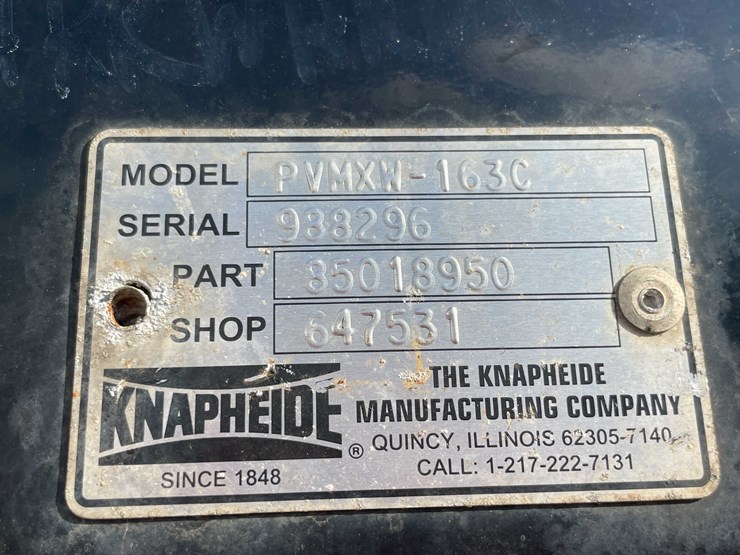 MODEL PVMXW-163C
SERIAL 988296
PART 85018950
SHOP 647531
KNAPHEIDE ®
SINCE 1848
THE KNAPHEIDE
MANUFACTURING COMPANY
QUINCY, ILLINOIS 62305-7140
CALL: 1-217-222-7131